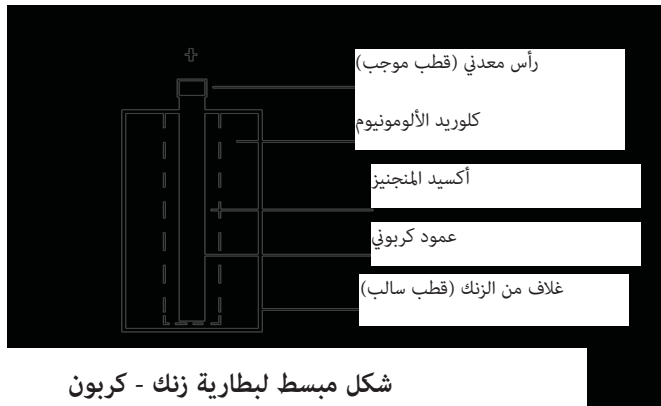 +
رأس معدني (قطب موجب)
كلوريد الألومونيوم
أكسيد المنجنيز
عمود كربوني
غلاف من الزنك (قطب سالب)
شكل مبسط لبطارية زنك - كربون